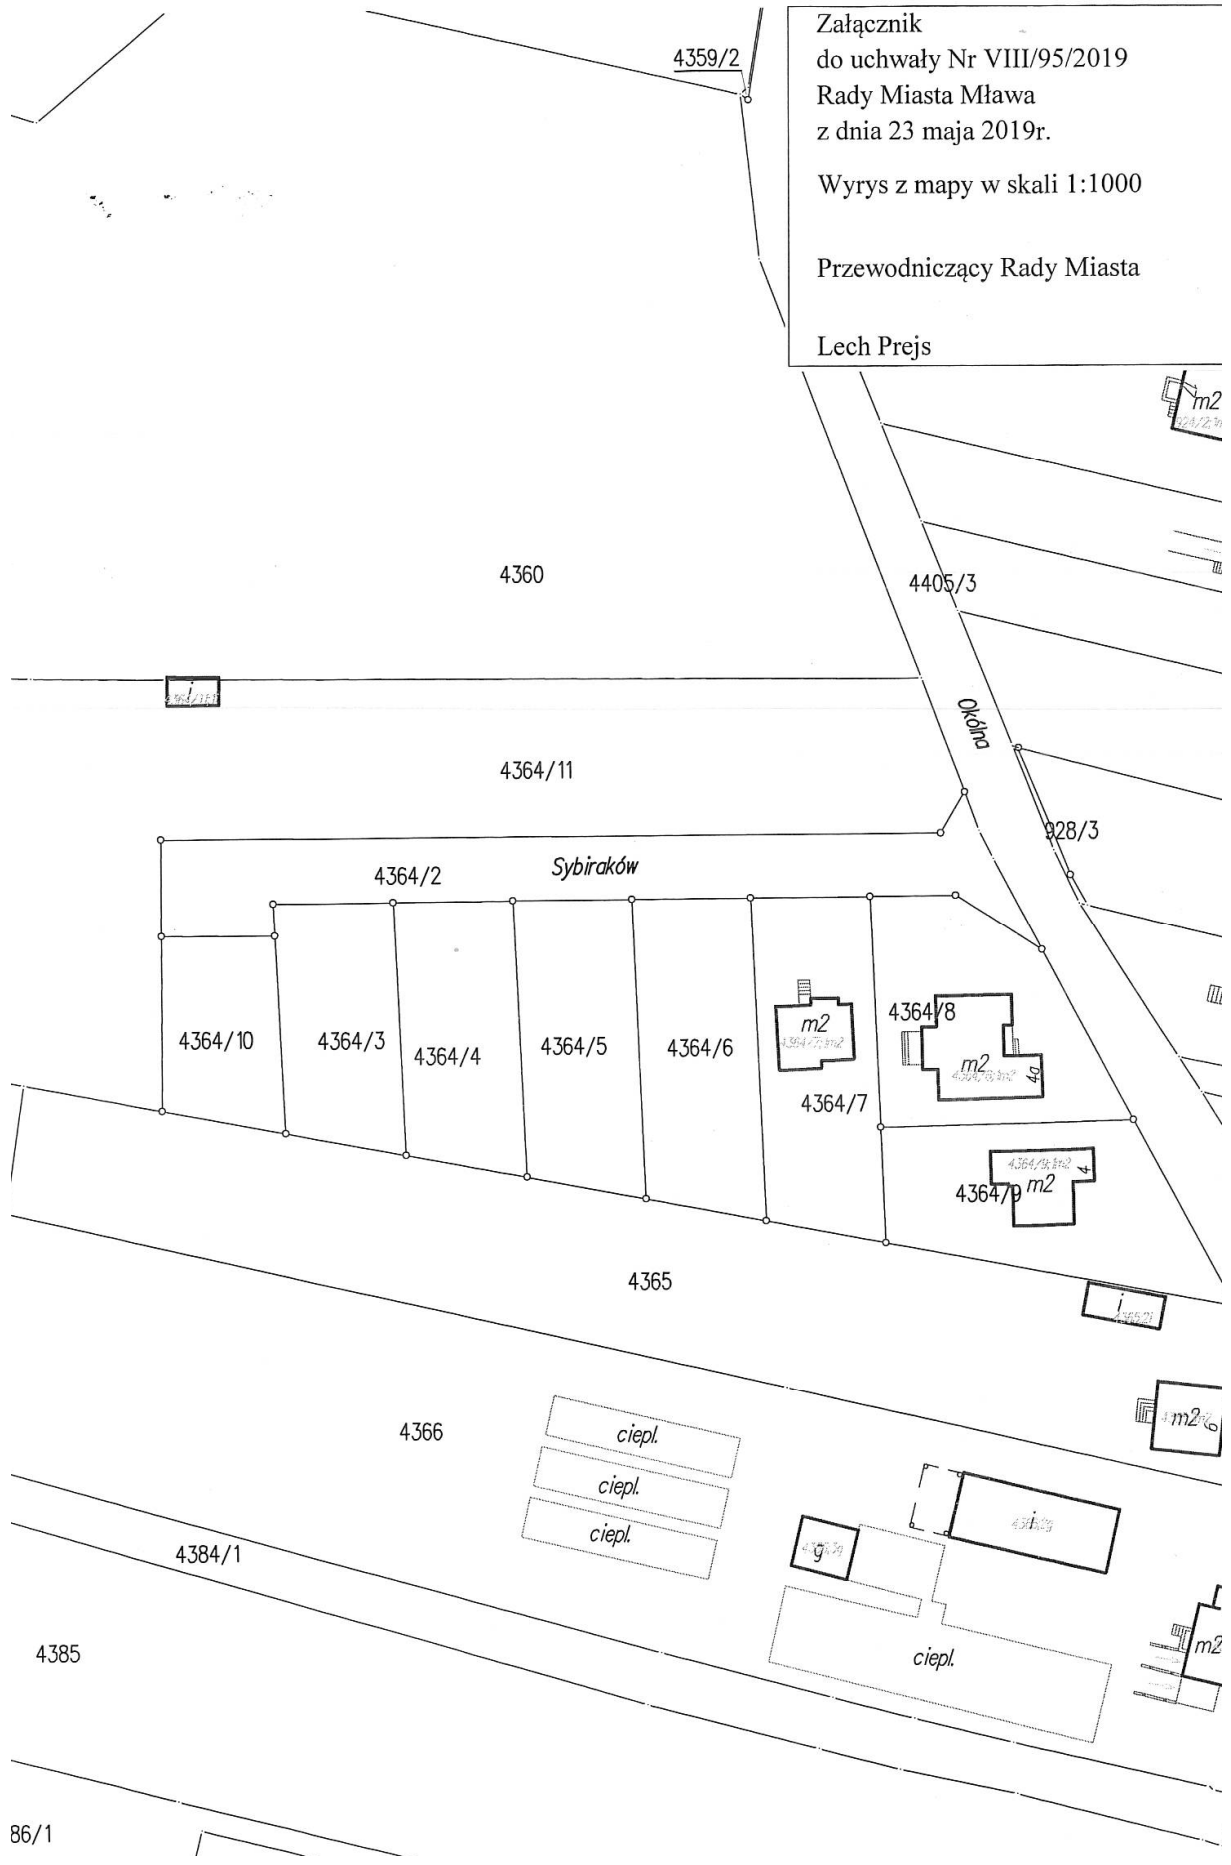 Załącznik
do uchwały Nr VIII/95/2019
Rady Miasta Mława
z dnia 23 maja 2019r.
Wyrys z mapy w skali 1:1000
Przewodniczący Rady Miasta
Lech Prejs
4359/2
m2
4360
4405/3
i
Okólna
4364/11
928/3
Sybiraków
4364/2
4364/10
4364/3
4364/4
4364/5
4364/6
m2
4364/7
4364/8
m2
4a
4364/9
m2
4
4365
i
4366
ciepl.
ciepl.
ciepl.
m2
6
i
g
4384/1
4385
ciepl.
m2
86/1